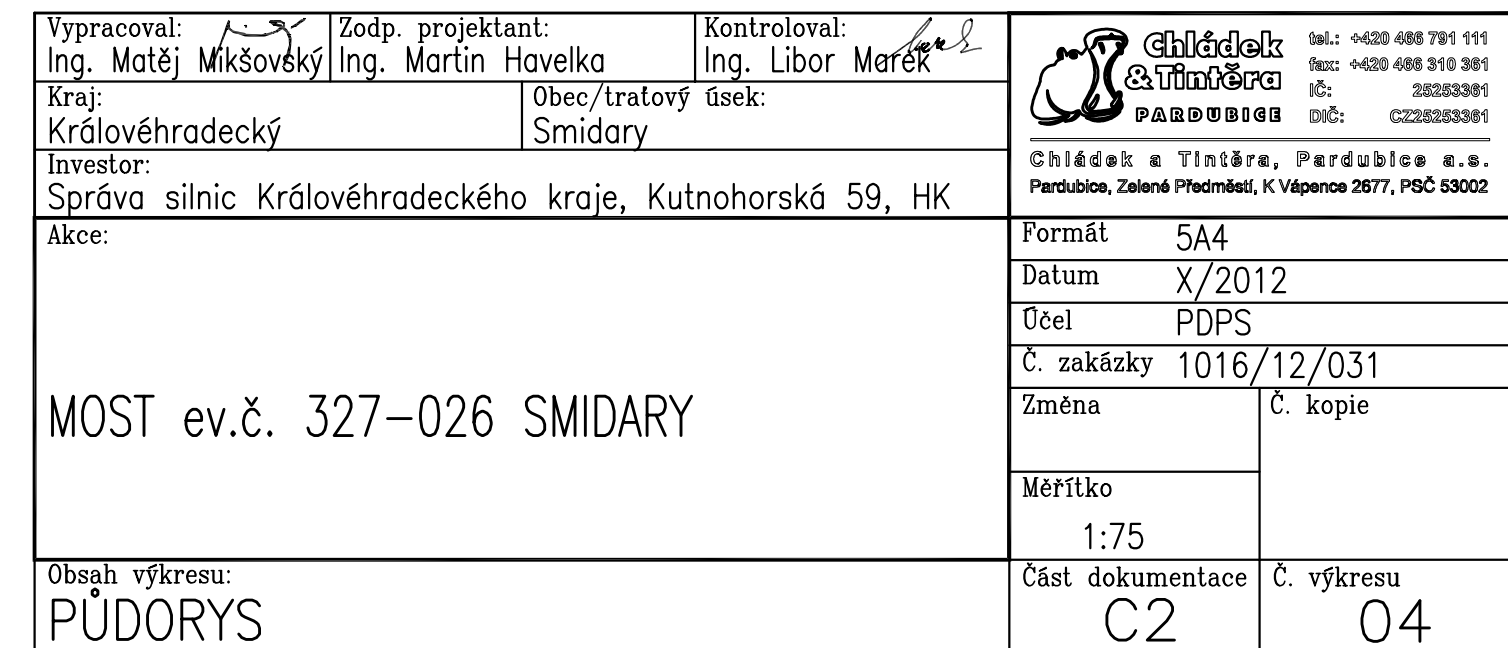 Vypracoval:
Ing. Matěj Mikšovský
Zodp. projektant:
Ing. Martin Havelka
Kontroloval:
Ing. Libor Marek
Kraj:
Královéhradecký
Obec/traťový úsek:
Smidary
Investor:
Správa silnic Královéhradeckého kraje, Kutnohorská 59, HK
Chládek
& Tintěra
PARDUBICE
tel.: +420 466 791 111
fax: +420 466 310 361
IČ: 25253361
DIČ: CZ25253361
Chládek a Tintěra, Pardubice a.s.
Pardubice, Zelené Předměstí, K Vápence 2677, PSČ 53002
Akce:
MOST ev.č. 327-026 SMIDARY
Formát 5A4
Datum X/2012
Účel PDPS
Č. zakázky 1016/12/031
Změna
Č. kopie
Měřítko
1:75
Obsah výkresu:
PŮDORYS
Část dokumentace
C2
Č. výkresu
04